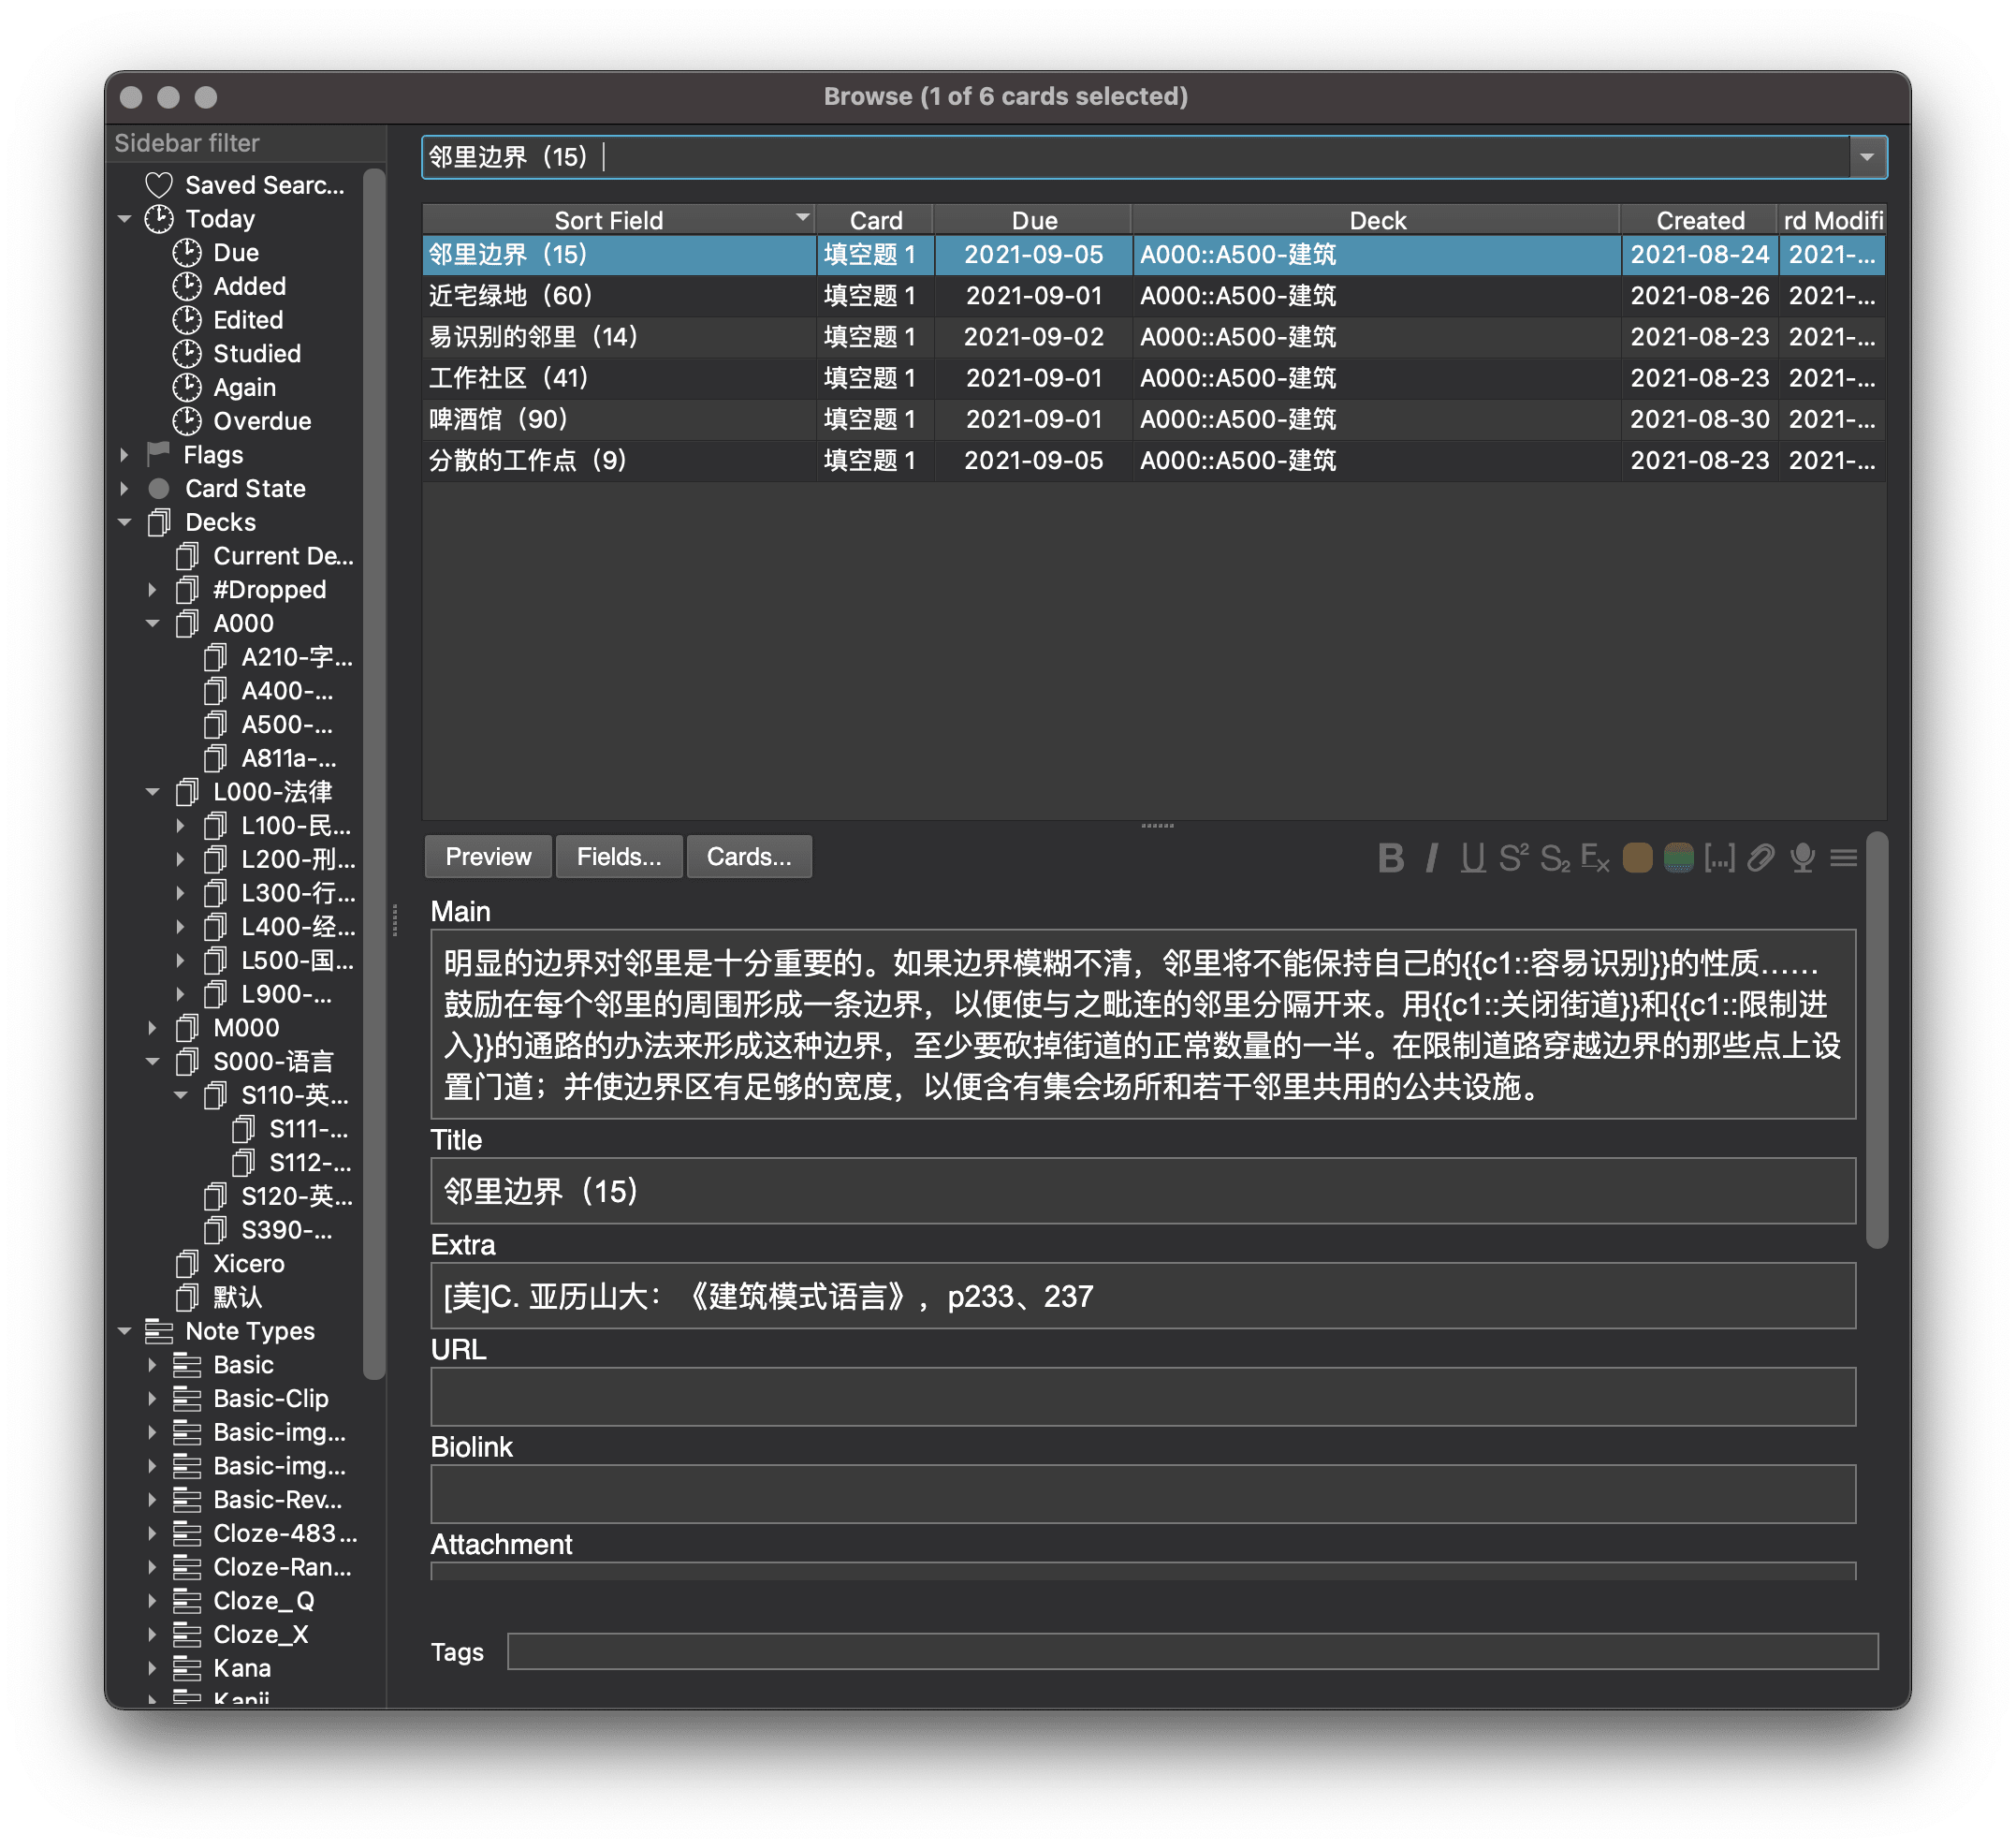 Browse (1 of 6 cards selected)
Sidebar filter
Saved Searc...
Today
Due
Added
Edited
Studied
Again
Overdue
Flags
Card State
Decks
Current De...
#Dropped
A000
A210-字...
A400-...
A500-...
A811a-...
L000-法律
L100-民...
L200-刑...
L300-行...
L400-经...
L500-国...
L900-...
M000
S000-语言
S110-英...
S111-...
S112-...
S120-英...
S390-...
Xicero
默认
Note Types
Basic
Basic-Clip
Basic-img...
Basic-img...
Basic-Rev...
Cloze-483...
Cloze-Ran...
Cloze_Q
Cloze_X
Kana
Kanji
邻里边界（15）
Sort Field Card Due Deck Created rd Modifi
邻里边界（15） 填空题 1 2021-09-05 A000::A500-建筑 2021-08-24 2021-...
近宅绿地（60） 填空题 1 2021-09-01 A000::A500-建筑 2021-08-26 2021-...
易识别的邻里（14） 填空题 1 2021-09-02 A000::A500-建筑 2021-08-23 2021-...
工作社区（41） 填空题 1 2021-09-01 A000::A500-建筑 2021-08-23 2021-...
啤酒馆（90） 填空题 1 2021-09-01 A000::A500-建筑 2021-08-30 2021-...
分散的工作点（9） 填空题 1 2021-09-05 A000::A500-建筑 2021-08-23 2021-...
Preview Fields... Cards... B I U S² S₂ Fx [...]
Main
明显的边界对邻里是十分重要的。如果边界模糊不清，邻里将不能保持自己的{{c1::容易识别}}的性质……
鼓励在每个邻里的周围形成一条边界，以便使与之毗连的邻里分隔开来。用{{c1::关闭街道}}和{{c1::限制进
入}}的通路的办法来形成这种边界，至少要砍掉街道的正常数量的一半。在限制道路穿越边界的那些点上设
置门道；并使边界区有足够的宽度，以便含有集会场所和若干邻里共用的公共设施。
Title
邻里边界（15）
Extra
[美]C. 亚历山大：《建筑模式语言》，p233、237
URL
Biolink
Attachment
Tags